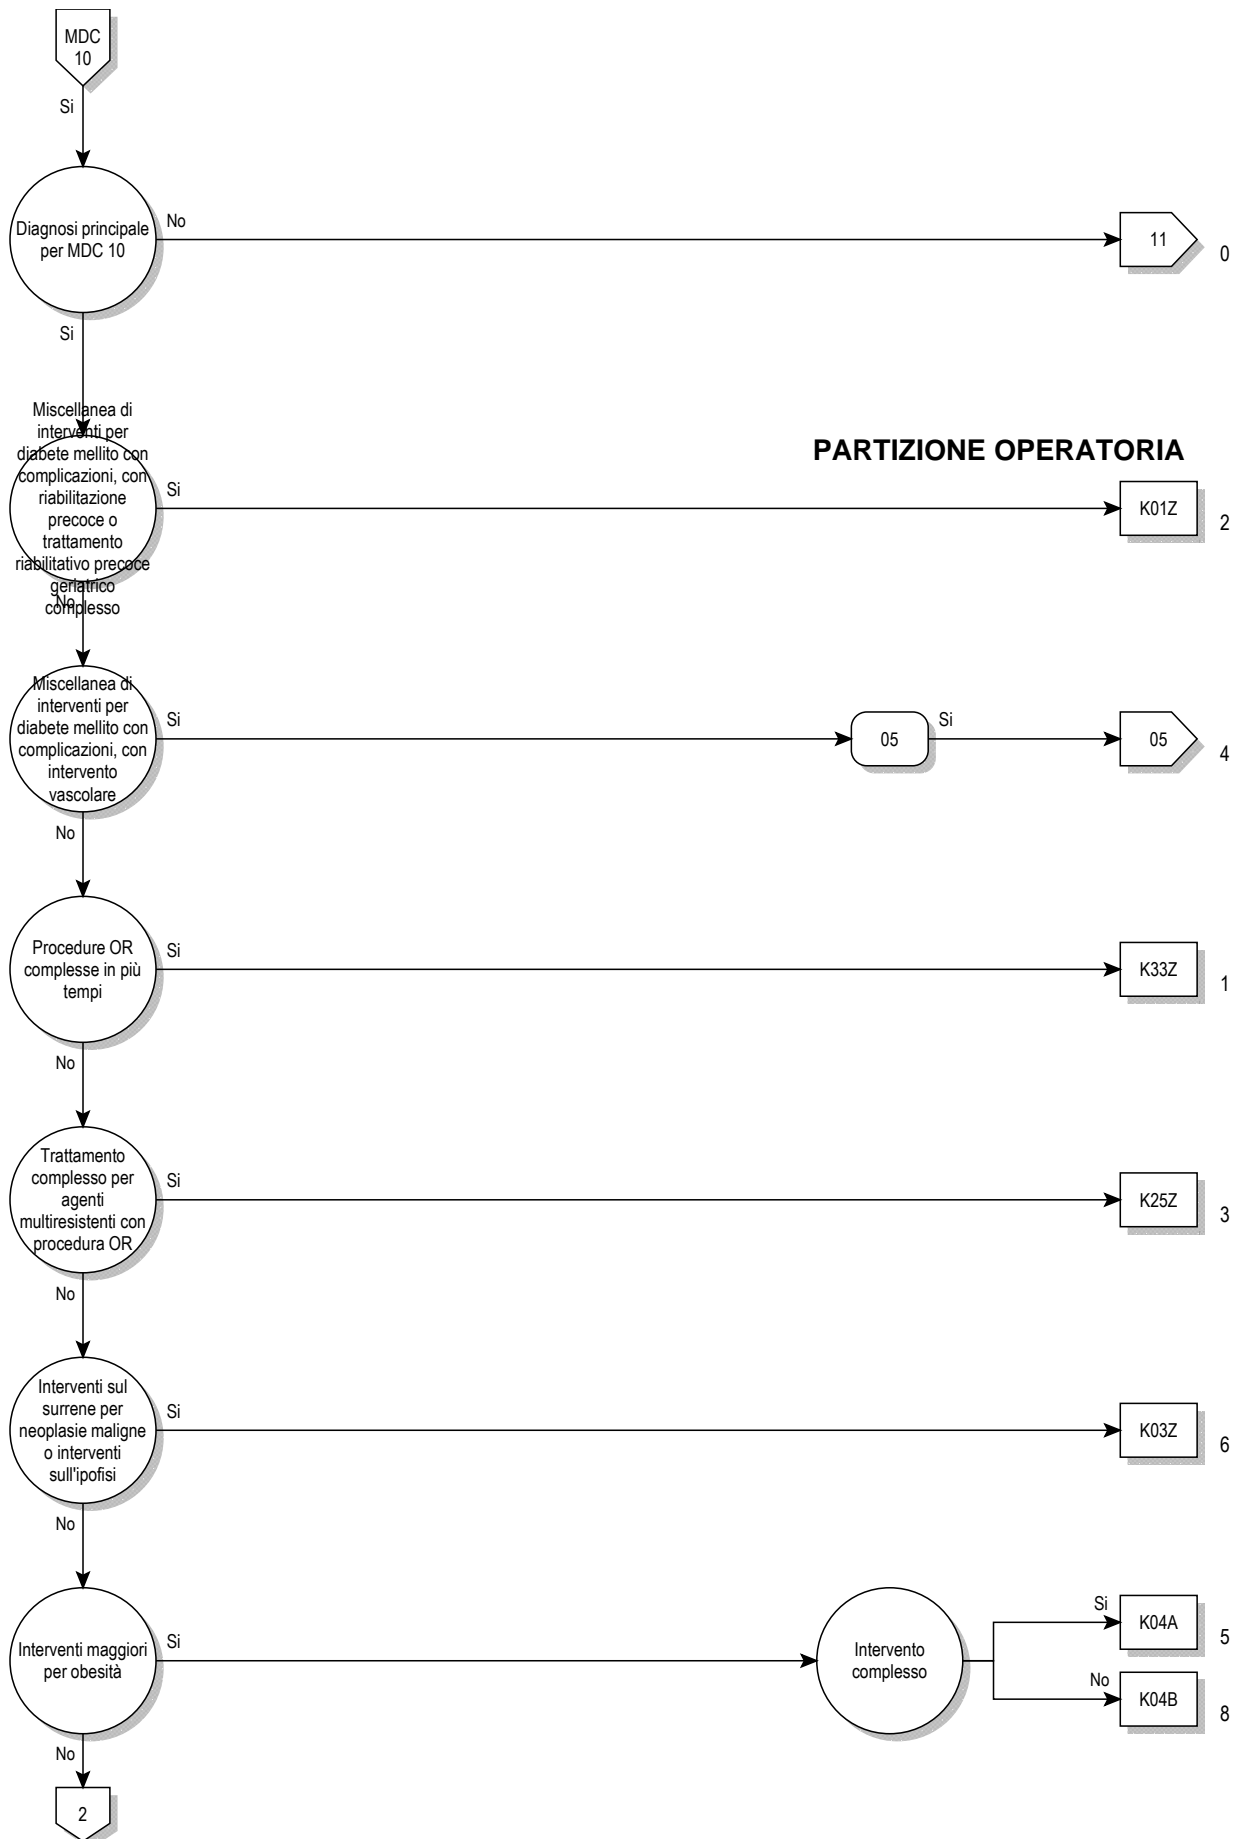 MDC
10
Si
Diagnosi principale
per MDC 10
No
11
0
Si
Miscellanea di
interventi per
diabete mellito con
complicazioni, con
riabilitazione
precoce o
trattamento
riabilitativo precoce
geriatrico
complesso
Si
PARTIZIONE OPERATORIA
K01Z
2
No
Miscellanea di
interventi per
diabete mellito con
complicazioni, con
intervento
vascolare
Si
05
Si
05
4
No
Procedure OR
complesse in più
tempi
Si
K33Z
1
No
Trattamento
complesso per
agenti
multiresistenti con
procedura OR
Si
K25Z
3
No
Interventi sul
surrene per
neoplasie maligne
o interventi
sull'ipofisi
Si
K03Z
6
No
Interventi maggiori
per obesità
Si
Intervento
complesso
Si
K04A
5
No
K04B
8
No
2